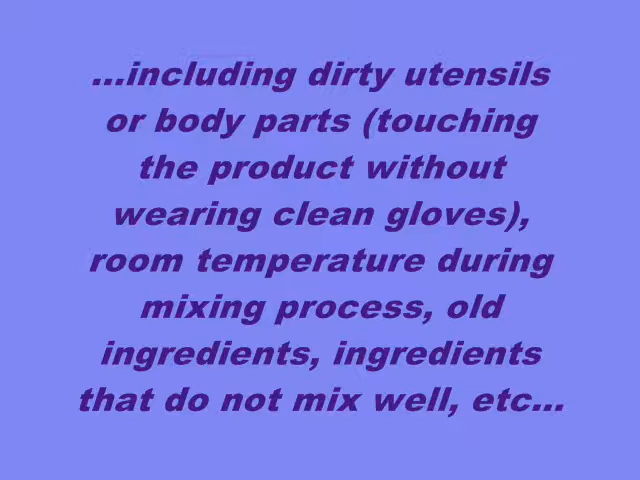 ...including dirty utensils
or body parts (touching
the product without
wearing clean gloves),
room temperature during
mixing process, old
ingredients, ingredients
that do not mix well, etc...